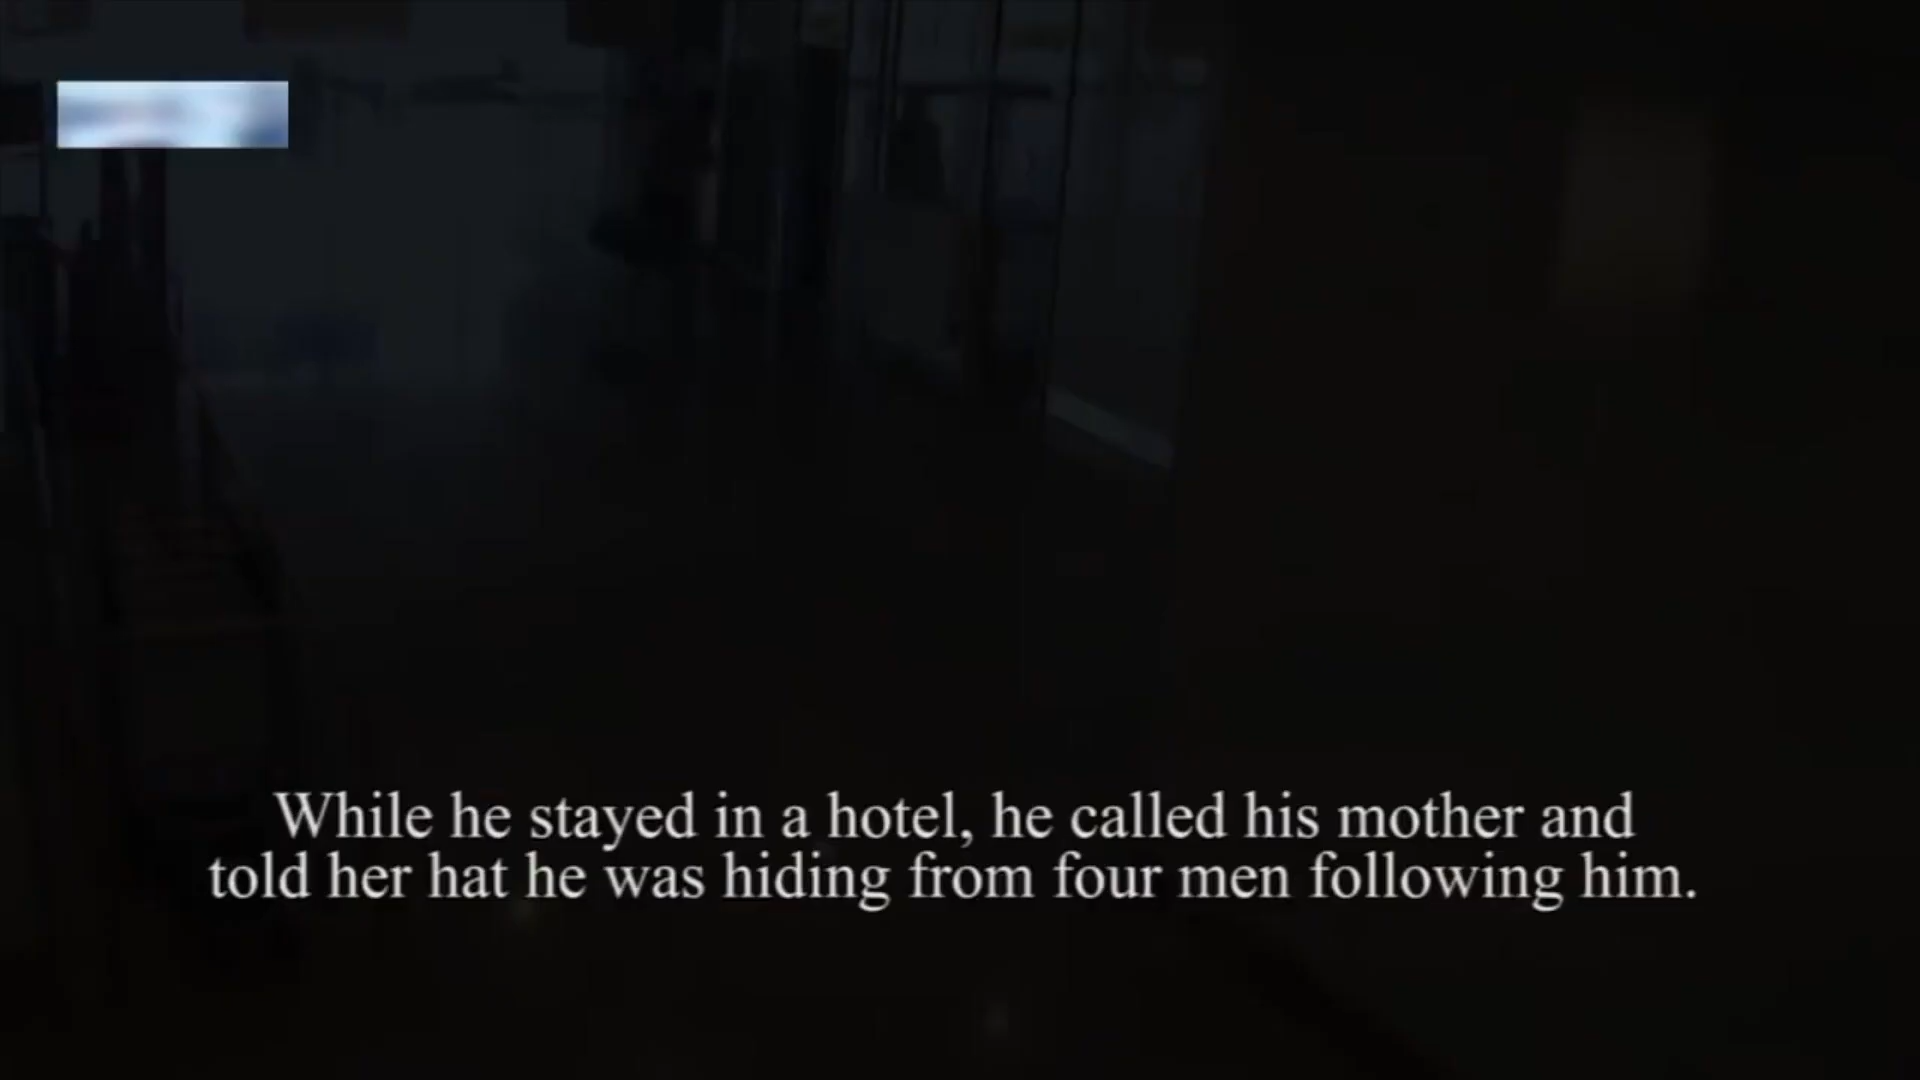 While he stayed in a hotel, he called his mother and
told her hat he was hiding from four men following him.